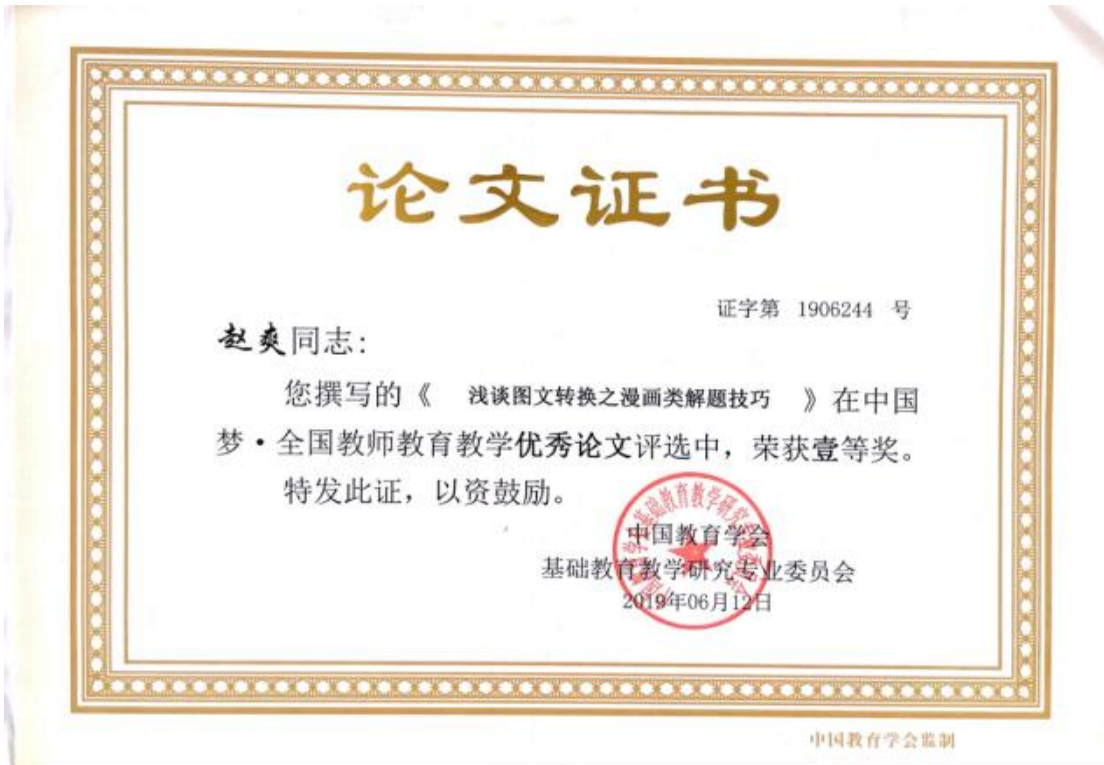 论文证书
证字第 1906244 号
赵爽同志:
您撰写的《 浅谈图文转换之漫画类解题技巧 》在中国
梦·全国教师教育教学优秀论文评选中，荣获壹等奖。
特发此证，以资鼓励。
中国教育学会
基础教育教学研究专业委员会
2019年06月12日
中国教育学会监制